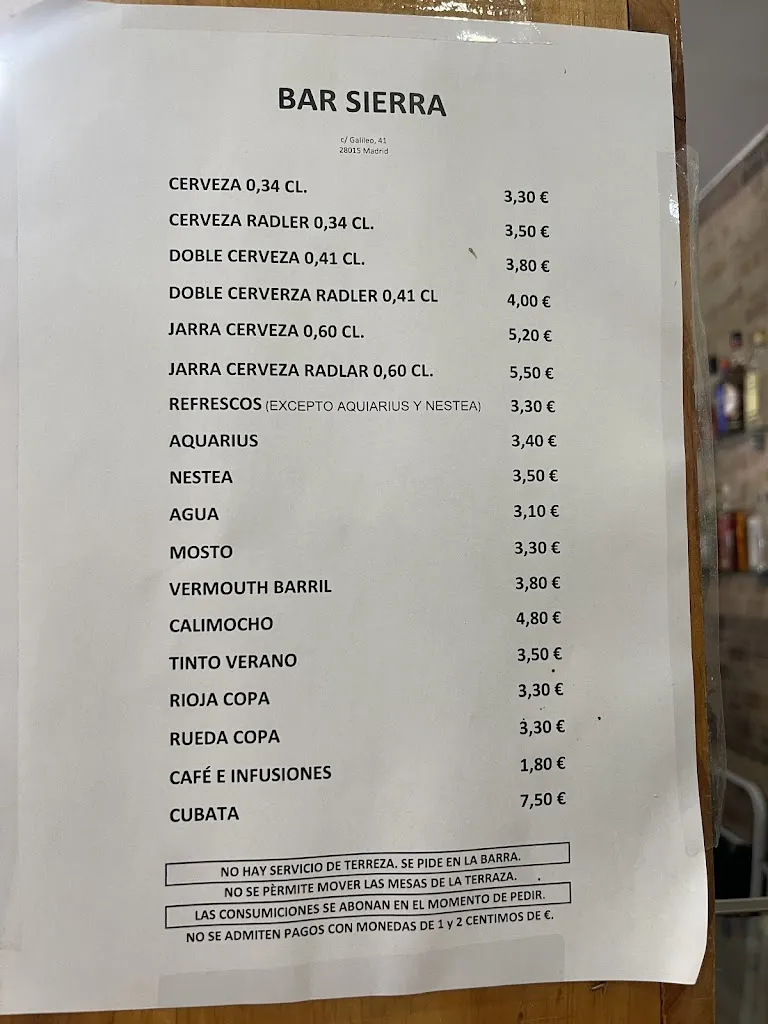 BAR SIERRA
c/ Galileo, 41
28015 Madrid
CERVEZA 0,34 CL. 3,30 €
CERVEZA RADLER 0,34 CL. 3,50 €
DOBLE CERVEZA 0,41 CL. 3,80 €
DOBLE CERVERZA RADLER 0,41 CL 4,00 €
JARRA CERVEZA 0,60 CL. 5,20 €
JARRA CERVEZA RADLAR 0,60 CL. 5,50 €
REFRESCOS (EXCEPTO AQUIARIUS Y NESTEA) 3,30 €
AQUARIUS 3,40 €
NESTEA 3,50 €
AGUA 3,10 €
MOSTO 3,30 €
VERMOUTH BARRIL 3,80 €
CALIMOCHO 4,80 €
TINTO VERANO 3,50 €
RIOJA COPA 3,30 €
RUEDA COPA 3,30 €
CAFÉ E INFUSIONES 1,80 €
CUBATA 7,50 €
NO HAY SERVICIO DE TERREZA. SE PIDE EN LA BARRA.
NO SE PÈRMITE MOVER LAS MESAS DE LA TERRAZA.
LAS CONSUMICIONES SE ABONAN EN EL MOMENTO DE PEDIR.
NO SE ADMITEN PAGOS CON MONEDAS DE 1 y 2 CENTIMOS DE €.